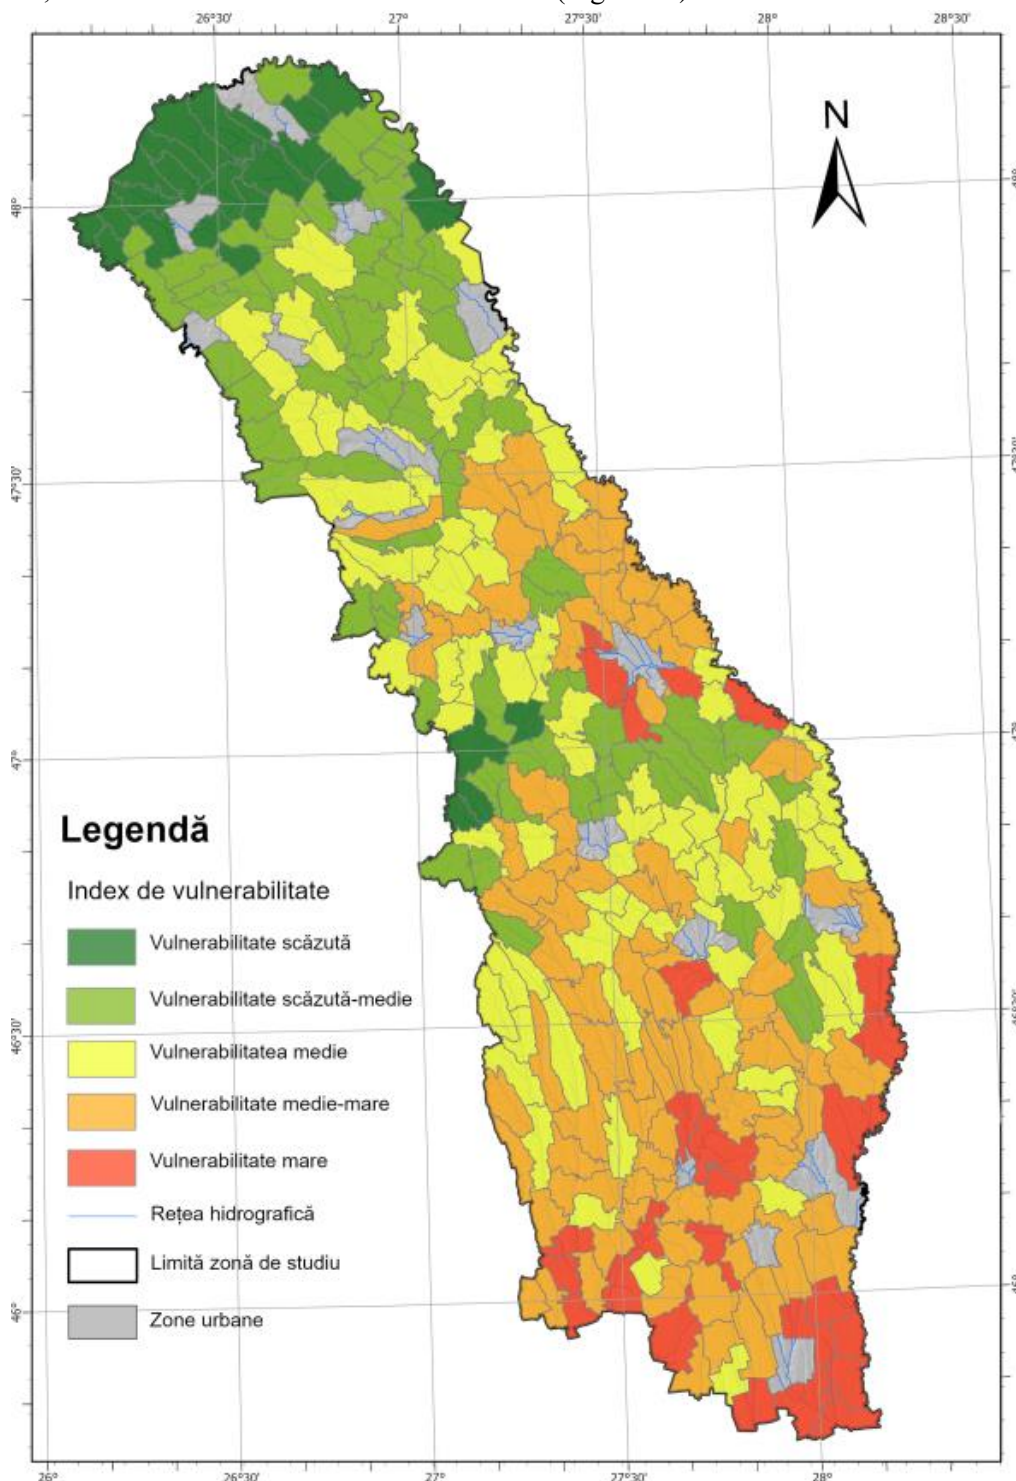 26°30'
27°
27°30'
28°
28°30'
N
48°
47°30'
47°
Legendă
Index de vulnerabilitate
Vulnerabilitate scăzută
Vulnerabilitate scăzută-medie
Vulnerabilitatea medie
46°30'
Vulnerabilitate medie-mare
Vulnerabilitate mare
Rețea hidrografică
Limită zonă de studiu
46°
Zone urbane
26°
26°30'
27°
27°30'
28°